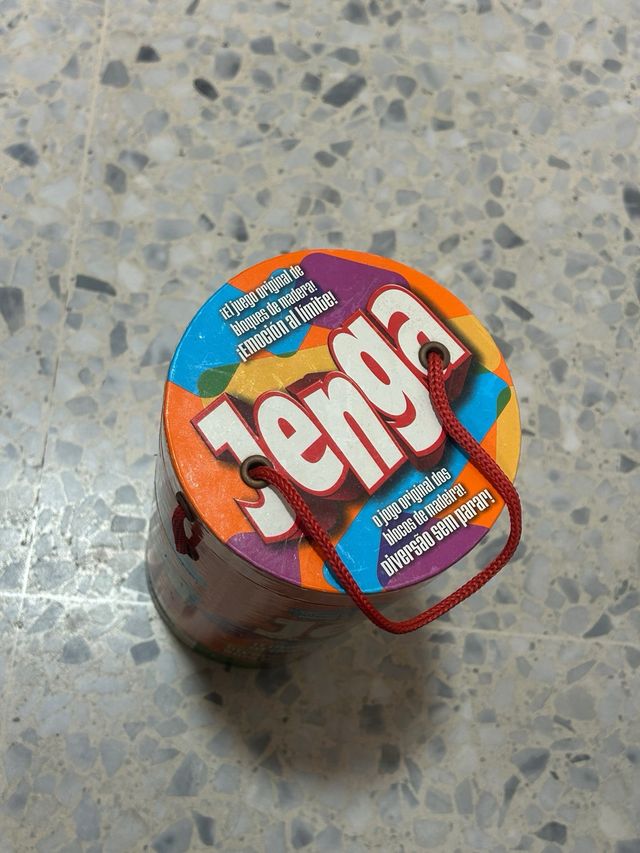 ¡El juego original de
bloques de madera!
¡Emoción al límite!
Jenga
O jogo original dos
blocos de madeira!
Diversão sem parar!